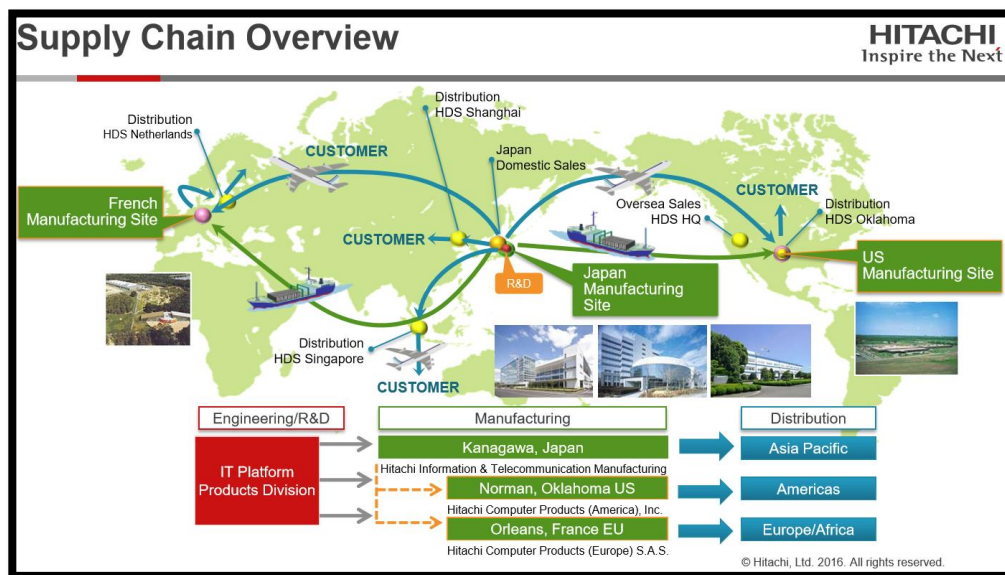 Supply Chain Overview
HITACHI
Inspire the Next
Distribution
HDS Shanghai
Distribution
HDS Netherlands
CUSTOMER
Japan
Domestic Sales
CUSTOMER
French
Manufacturing Site
Oversea Sales
HDS HQ
Distribution
HDS Oklahoma
CUSTOMER
US
Manufacturing Site
R&D
Japan
Manufacturing
Site
Distribution
HDS Singapore
CUSTOMER
Engineering/R&D
Manufacturing
Distribution
IT Platform
Products Division
Kanagawa, Japan
Asia Pacific
Hitachi Information & Telecommunication Manufacturing
Norman, Oklahoma US
Americas
Hitachi Computer Products (America), Inc.
Orleans, France EU
Europe/Africa
Hitachi Computer Products (Europe) S.A.S.
© Hitachi, Ltd. 2016. All rights reserved.